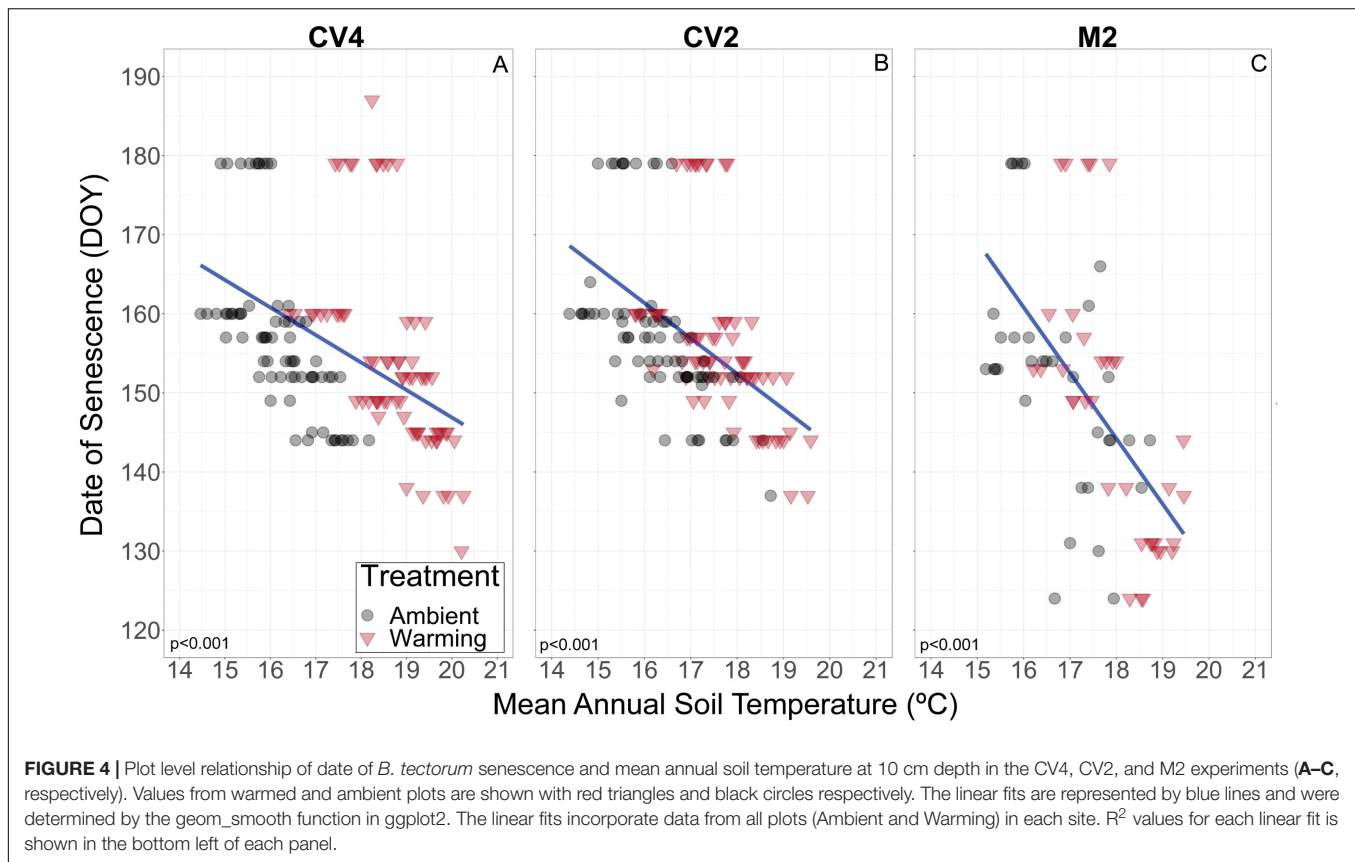 CV4 CV2 M2
A B C
Date of Senescence (DOY)
190
180
170
160
150
140
130
120
Treatment
Ambient
Warming
p<0.001 p<0.001 p<0.001
14 15 16 17 18 19 20 21 14 15 16 17 18 19 20 21 14 15 16 17 18 19 20 21
Mean Annual Soil Temperature (ºC)
FIGURE 4 | Plot level relationship of date of B. tectorum senescence and mean annual soil temperature at 10 cm depth in the CV4, CV2, and M2 experiments (A–C,
respectively). Values from warmed and ambient plots are shown with red triangles and black circles respectively. The linear fits are represented by blue lines and were
determined by the geom_smooth function in ggplot2. The linear fits incorporate data from all plots (Ambient and Warming) in each site. R² values for each linear fit is
shown in the bottom left of each panel.